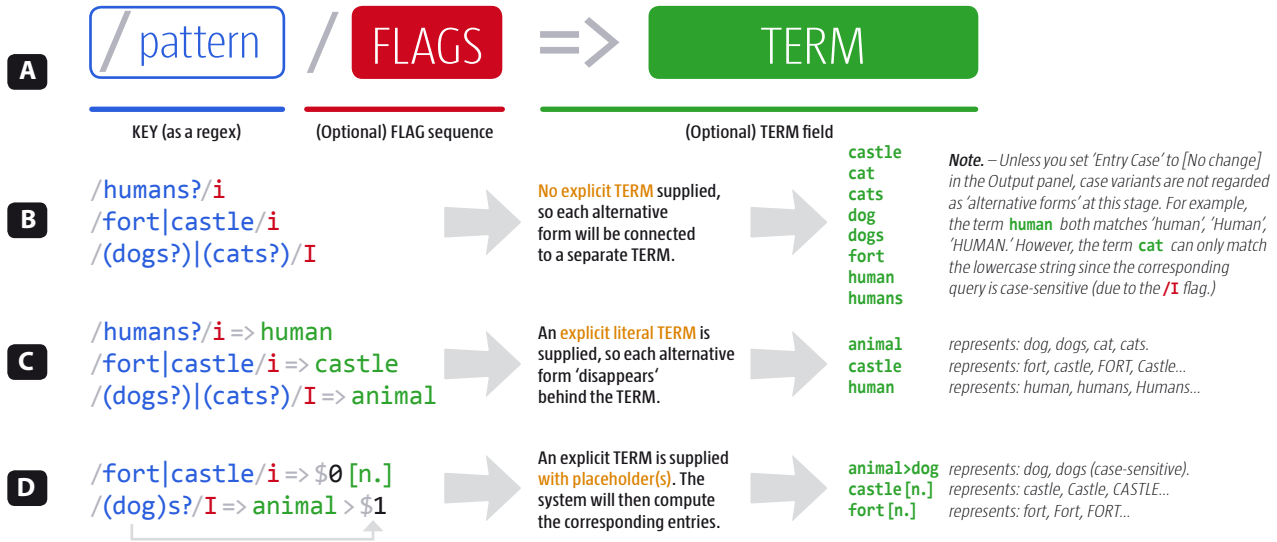 A
/ pattern / FLAGS => TERM
KEY (as a regex)
(Optional) FLAG sequence
(Optional) TERM field
B
/humans?/i
/fort|castle/i
/(dogs?)|(cats?)/I
No explicit TERM supplied,
so each alternative
form will be connected
to a separate TERM.
castle
cat
cats
dog
dogs
fort
human
humans
Note. – Unless you set ‘Entry Case’ to [No change]
in the Output panel, case variants are not regarded
as ‘alternative forms’ at this stage. For example,
the term human both matches ‘human’, ‘Human’,
‘HUMAN.’ However, the term cat can only match
the lowercase string since the corresponding
query is case-sensitive (due to the /I flag.)
C
/humans?/i => human
/fort|castle/i => castle
/(dogs?)|(cats?)/I => animal
An explicit literal TERM is
supplied, so each alternative
form ‘disappears’
behind the TERM.
animal represents: dog, dogs, cat, cats.
castle represents: fort, castle, FORT, Castle...
human represents: human, humans, Humans...
D
/fort|castle/i => $0 [n.]
/(dog)s?/I => animal > $1
An explicit TERM is supplied
with placeholder(s). The
system will then compute
the corresponding entries.
animal>dog represents: dog, dogs (case-sensitive).
castle[n.] represents: castle, Castle, CASTLE...
fort[n.] represents: fort, Fort, FORT...